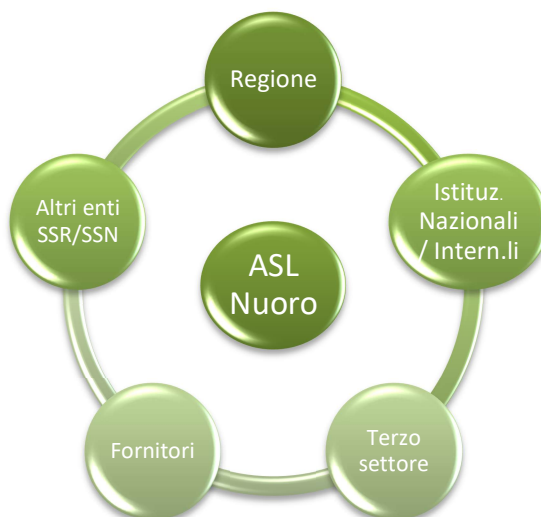 Regione
Istituz.
Nazionali
/ Intern.li
Terzo
settore
Fornitori
Altri enti
SSR/SSN
ASL
Nuoro